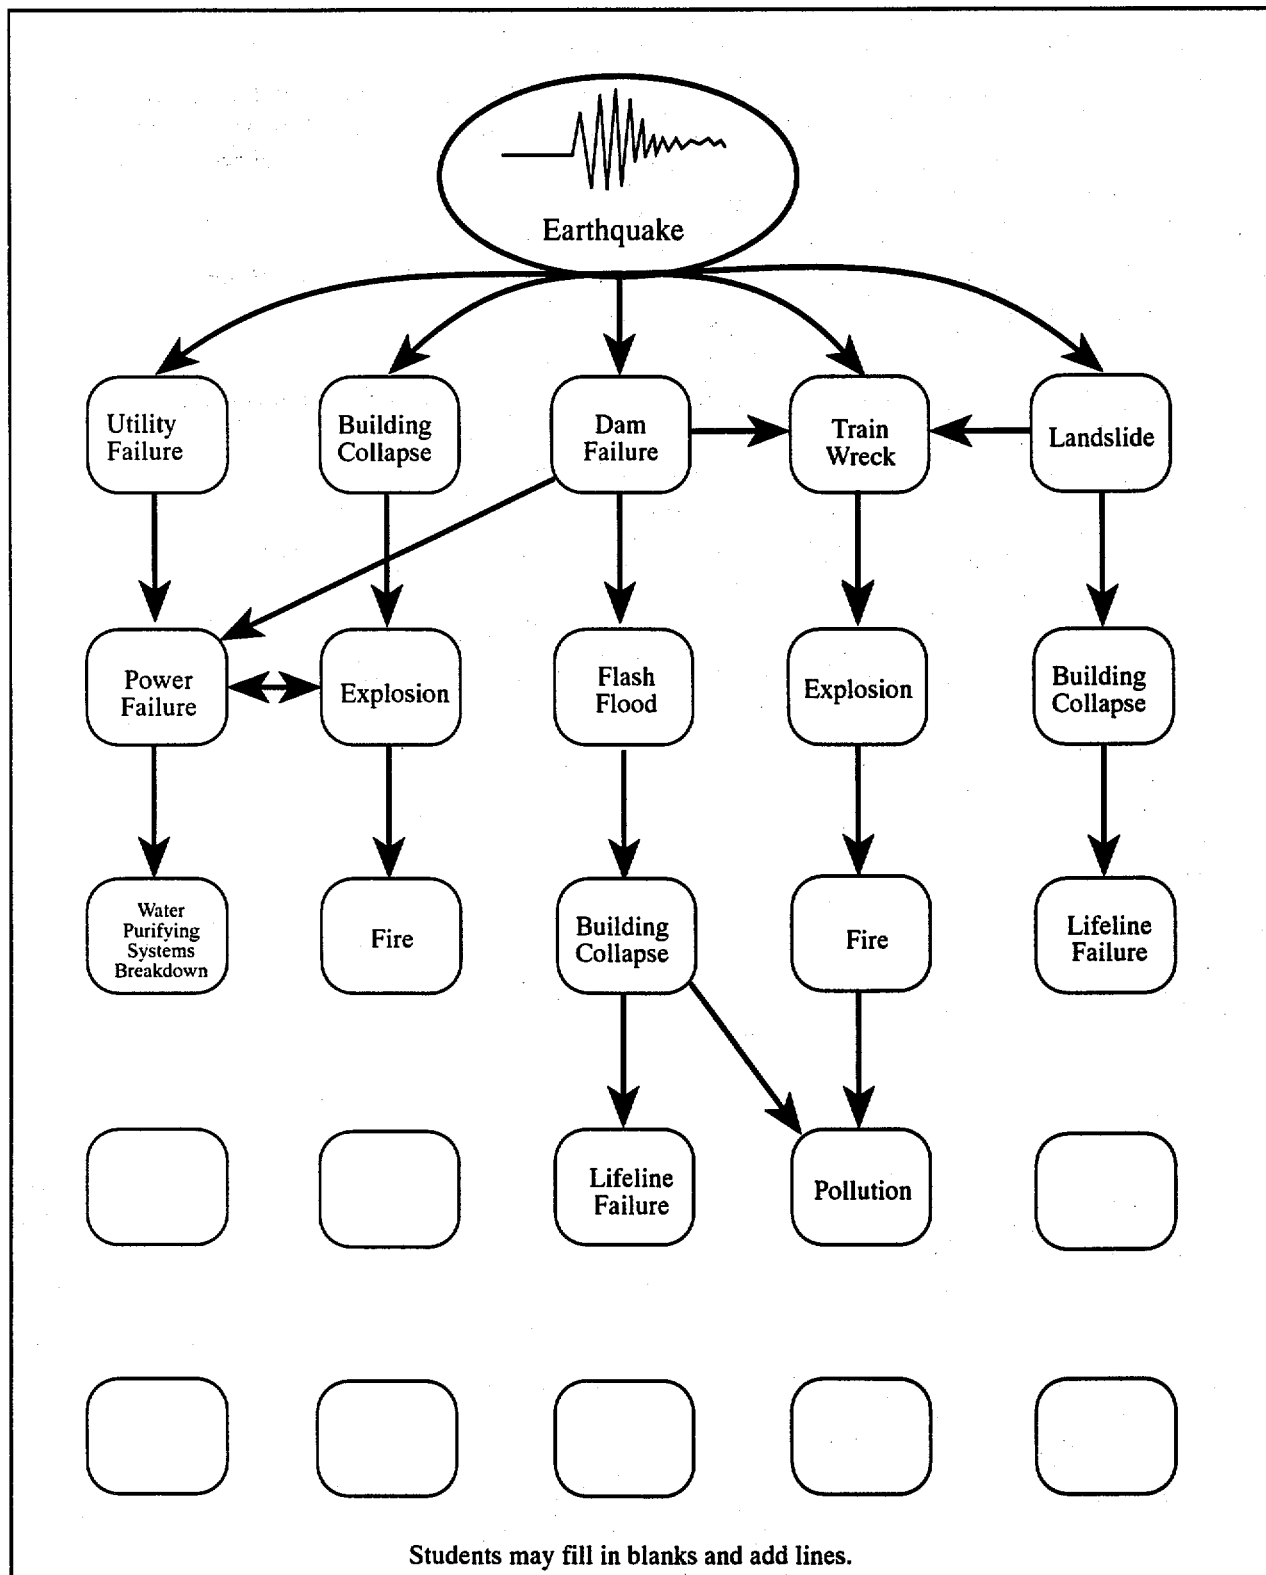 Earthquake
Utility
Failure
Building
Collapse
Dam
Failure
Train
Wreck
Landslide
Power
Failure
Explosion
Flash
Flood
Explosion
Building
Collapse
Water
Purifying
Systems
Breakdown
Fire
Building
Collapse
Fire
Lifeline
Failure
Lifeline
Failure
Pollution
Students may fill in blanks and add lines.